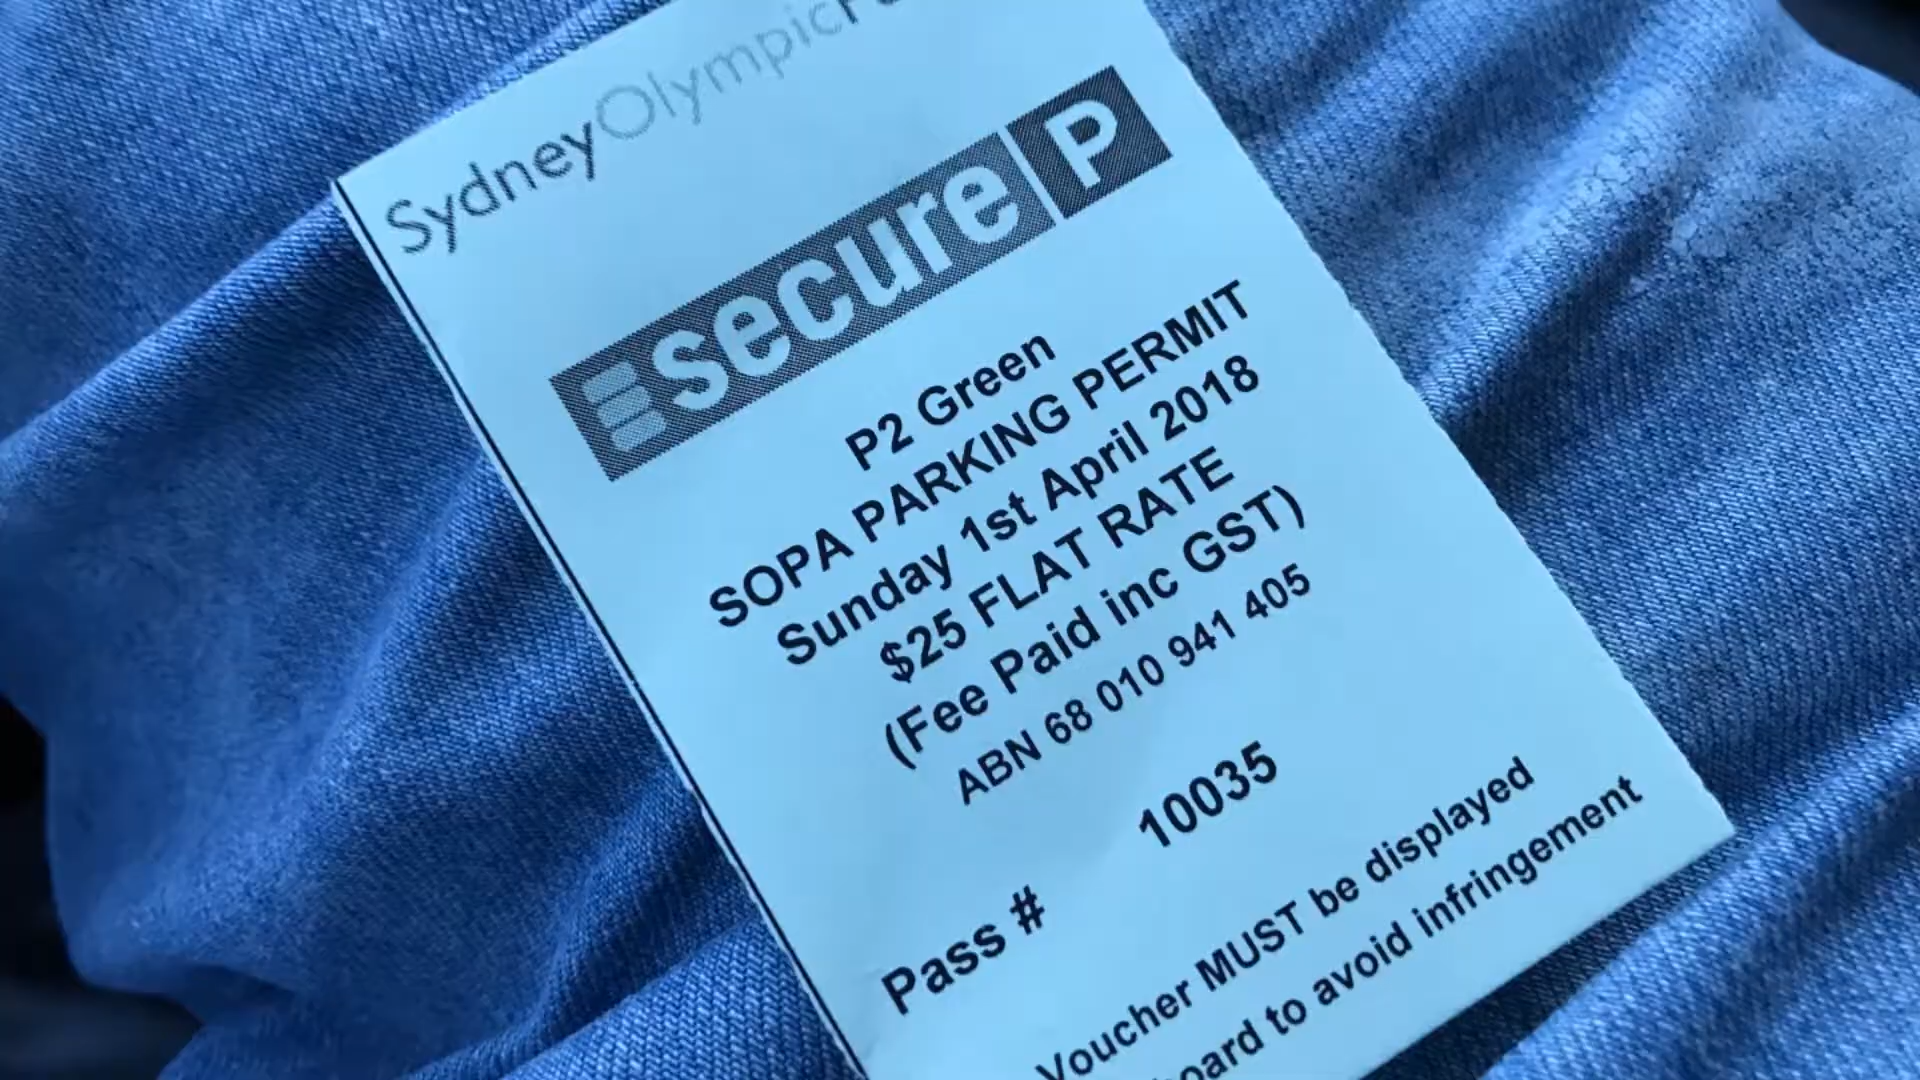 SydneyOlympic
secure P
P2 Green
SOPA PARKING PERMIT
Sunday 1st April 2018
$25 FLAT RATE
(Fee Paid inc GST)
ABN 68 010 941 405
Pass # 10035
Voucher MUST be displayed
to avoid infringement